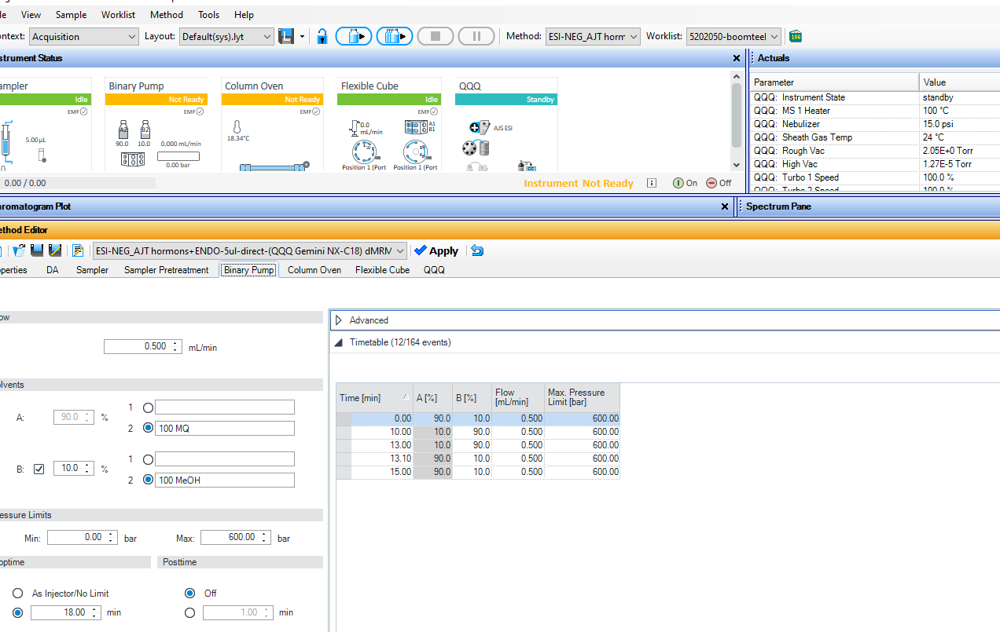 View Sample Worklist Method Tools Help
Acquisition Layout: Default(sys).lyt Method: ESI-NEG_AJT horm Worklist: 5202050-boomteel
strument Status
Actuals
ampler
Idle
EMF
5.00µL
0.00 / 0.00
Binary Pump
Not Ready
EMF
A2 B2
90.0 10.0 0.000 mL/min
0.00 bar
Column Oven
Not Ready
EMF
18.34°C
Flexible Cube
Idle
EMF
0.0 mL/min
A1
B1
Position 1 (Port Position 1 (Port
QQQ
Standby
AJS ESI
Instrument Not Ready On Off
Parameter Value
QQQ: Instrument State standby
QQQ: MS 1 Heater 100 °C
QQQ: Nebulizer 15.0 psi
QQQ: Sheath Gas Temp 24 °C
QQQ: Rough Vac 2.05E+0 Torr
QQQ: High Vac 1.27E-5 Torr
QQQ: Turbo 1 Speed 100.0 %
QQQ: Turbo 2 Speed 100.0 %
romatogram Plot
Spectrum Pane
ethod Editor
ESI-NEG_AJT hormons+ENDO-5ul-direct-(QQQ Gemini NX-C18) dMRM Apply
perties DA Sampler Sampler Pretreatment Binary Pump Column Oven Flexible Cube QQQ
ow
0.500 mL/min
lvents
A: 90.0 %
1
2 100 MQ
B: 10.0 %
1
2 100 MeOH
essure Limits
Min: 0.00 bar Max: 600.00 bar
optime Posttime
As Injector/No Limit Off
18.00 min 1.00 min
Advanced
Timetable (12/164 events)
Time [min] A [%] B [%] Flow [mL/min] Max. Pressure Limit [bar]
0.00 90.0 10.0 0.500 600.00
10.00 10.0 90.0 0.500 600.00
13.00 10.0 90.0 0.500 600.00
13.10 90.0 10.0 0.500 600.00
15.00 90.0 10.0 0.500 600.00